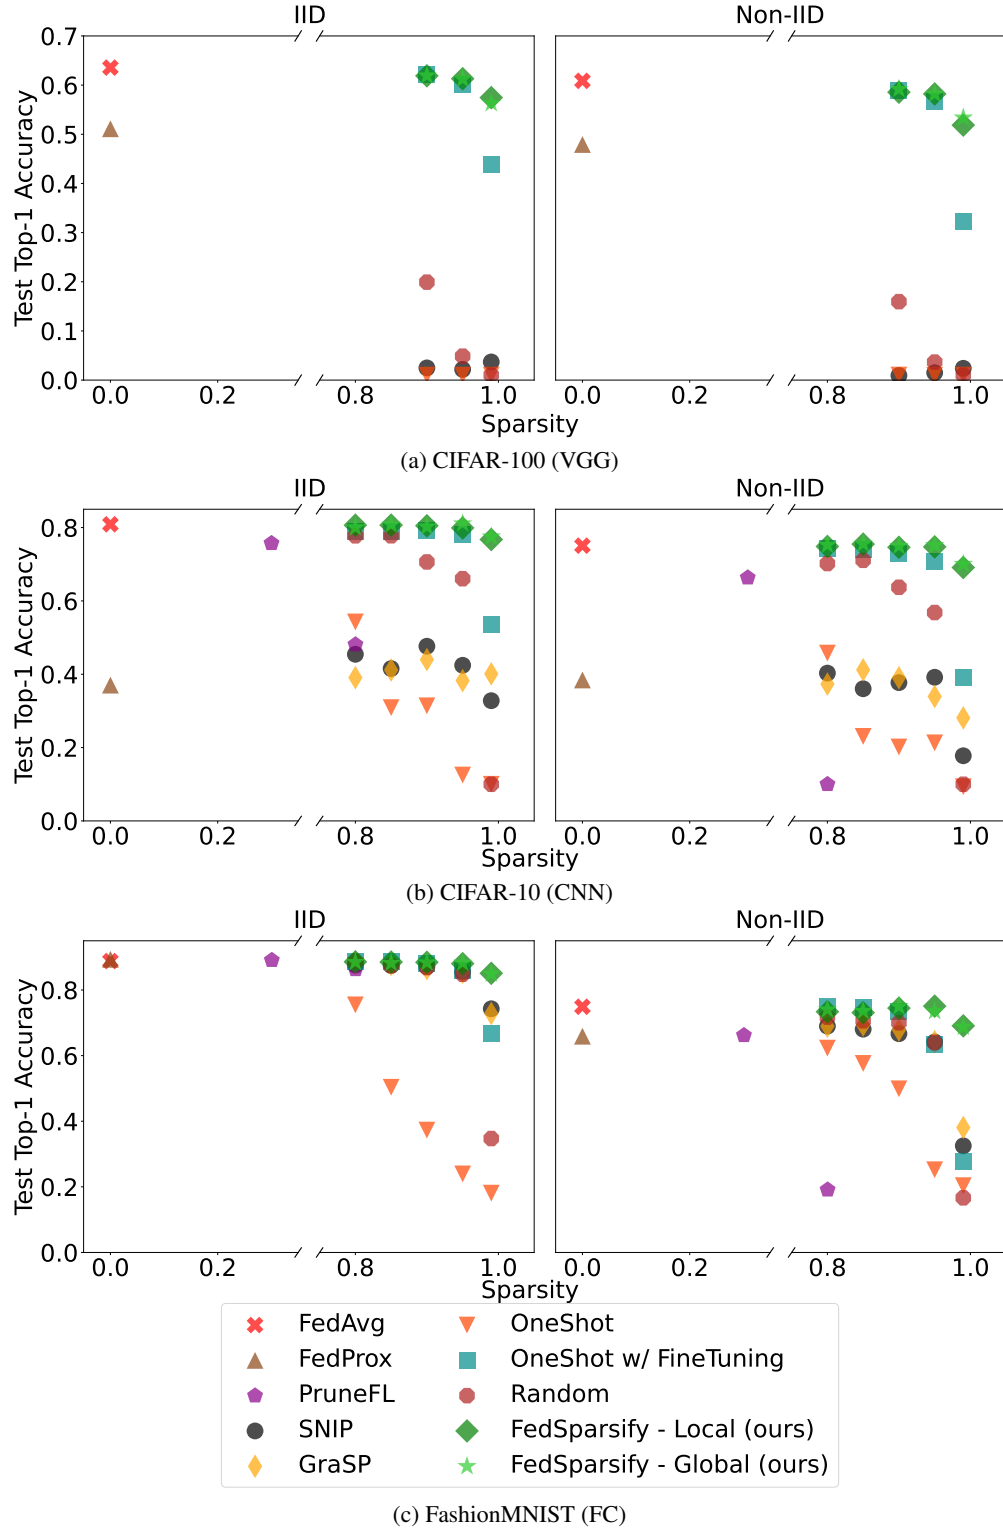 IID
Non-IID
0.7
0.6
0.5
0.4
0.3
0.2
0.1
0.0
Test Top-1 Accuracy
0.0 0.2 0.8 1.0 0.0 0.2 0.8 1.0
Sparsity
(a) CIFAR-100 (VGG)
IID
Non-IID
0.8
0.6
0.4
0.2
0.0
Test Top-1 Accuracy
0.0 0.2 0.8 1.0 0.0 0.2 0.8 1.0
Sparsity
(b) CIFAR-10 (CNN)
IID
Non-IID
0.8
0.6
0.4
0.2
0.0
Test Top-1 Accuracy
0.0 0.2 0.8 1.0 0.0 0.2 0.8 1.0
Sparsity
FedAvg
FedProx
PruneFL
SNIP
GraSP
OneShot
OneShot w/ FineTuning
Random
FedSparsify - Local (ours)
FedSparsify - Global (ours)
(c) FashionMNIST (FC)